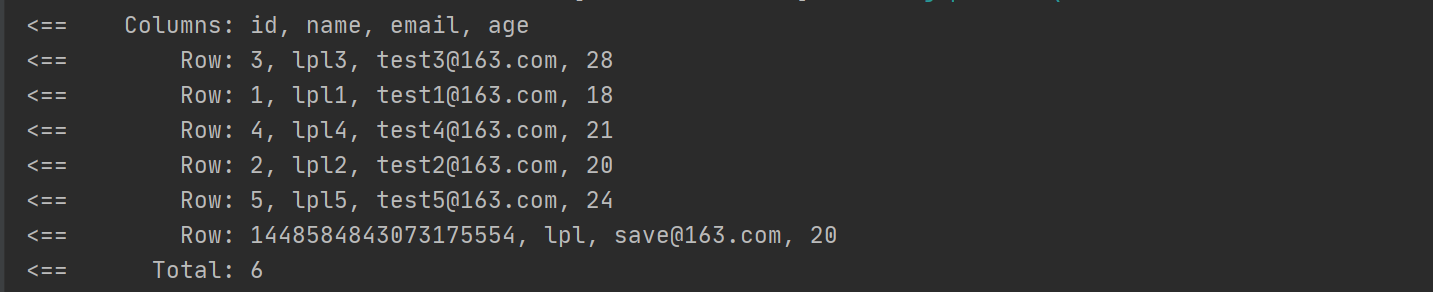 <==    Columns: id, name, email, age
<==        Row: 3, lpl3, test3@163.com, 28
<==        Row: 1, lpl1, test1@163.com, 18
<==        Row: 4, lpl4, test4@163.com, 21
<==        Row: 2, lpl2, test2@163.com, 20
<==        Row: 5, lpl5, test5@163.com, 24
<==        Row: 1448584843073175554, lpl, save@163.com, 20
<==      Total: 6